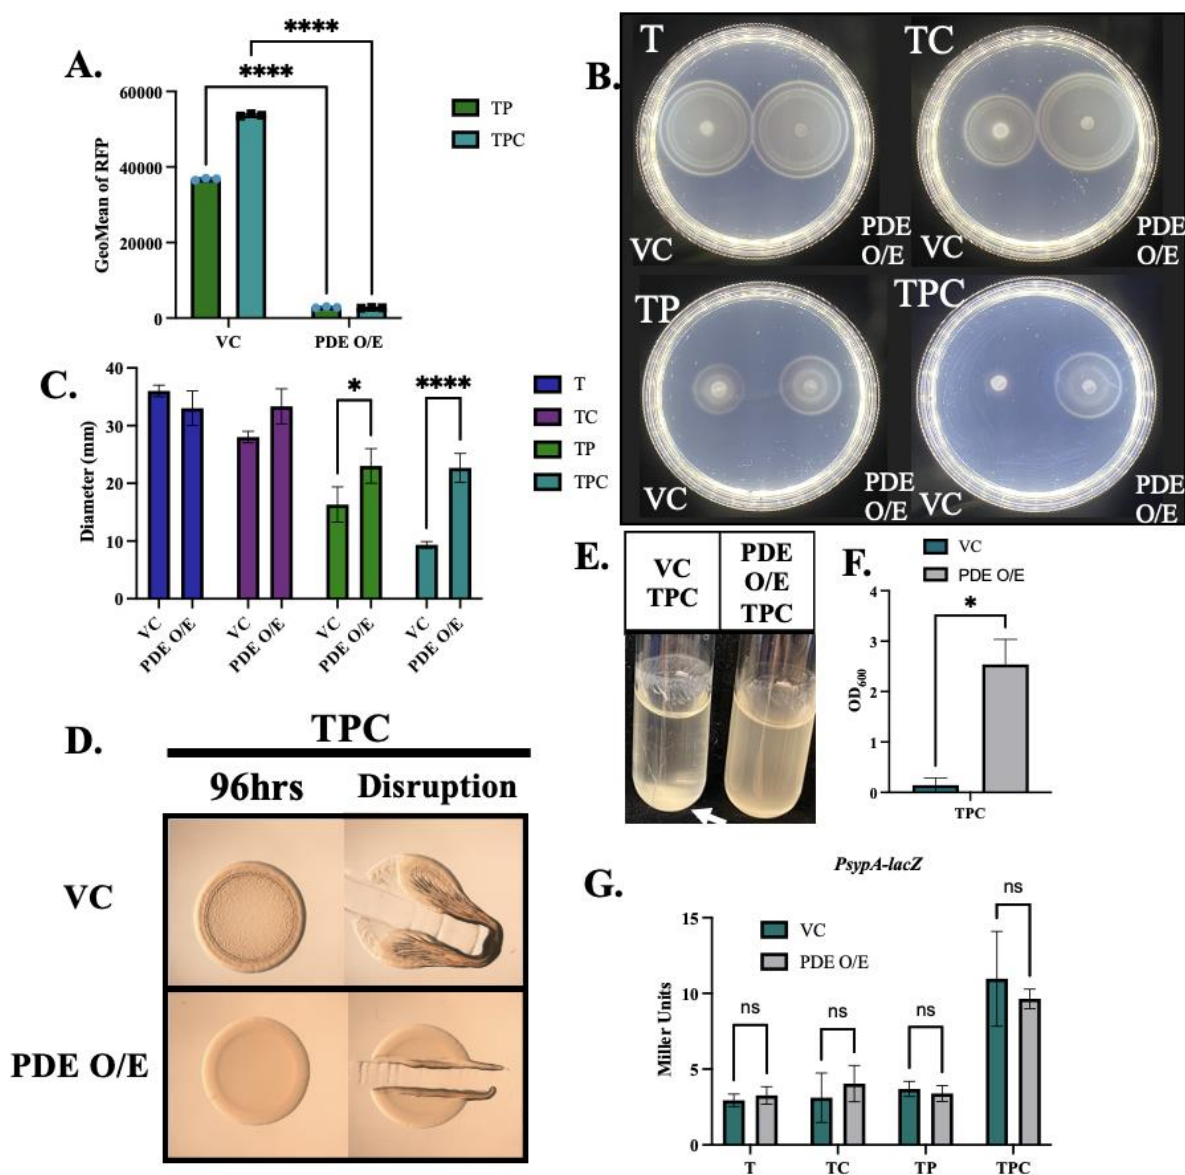 A.
****
****
60000
40000
20000
0
GeoMean of RFP
VC
PDE O/E
TP
TPC
B.
T
VC
PDE
O/E
TC
VC
PDE
O/E
TP
VC
PDE
O/E
TPC
VC
PDE
O/E
C.
40
30
20
10
0
Diameter (mm)
*
****
VC
PDE O/E
VC
PDE O/E
VC
PDE O/E
VC
PDE O/E
T
TC
TP
TPC
D.
TPC
96hrs
Disruption
VC
PDE O/E
E.
VC
TPC
PDE
O/E
TPC
F.
VC
PDE O/E
4
3
2
1
0
OD600
*
TPC
G.
PsypA-lacZ
VC
PDE O/E
15
10
5
0
Miller Units
ns
ns
ns
ns
T
TC
TP
TPC